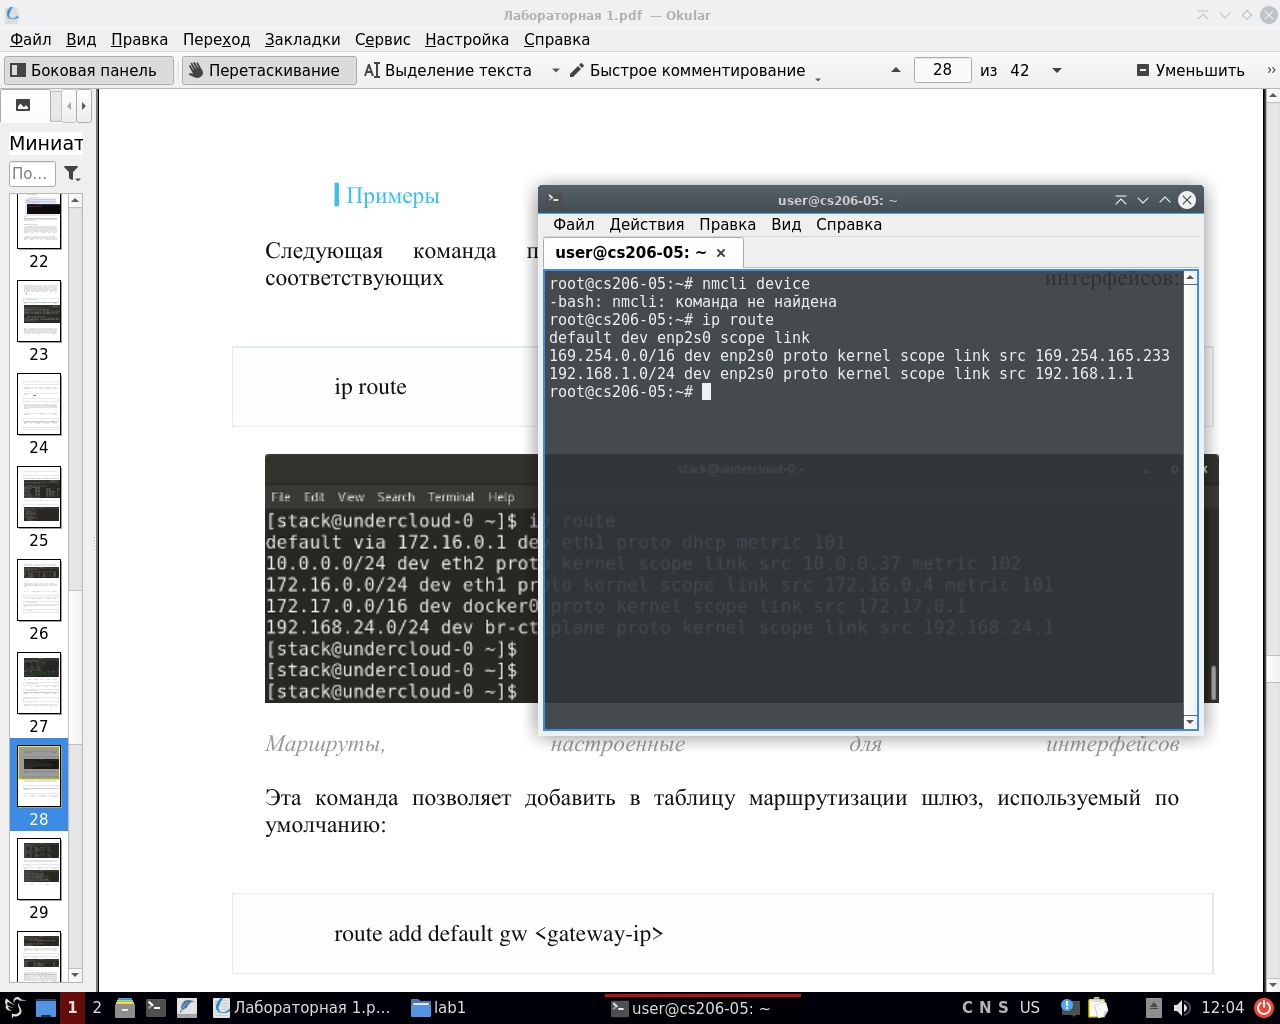 Лабораторная 1.pdf — Okular
Файл Вид Правка Переход Закладки Сервис Настройка Справка
Боковая панель Перетаскивание Выделение текста Быстрое комментирование 28 из 42 Уменьшить
Миниат
По...
22
23
24
25
26
27
28
29
Примеры
Следующая команда п
соответствующих интерфейсов:
ip route
stack@undercloud-0:~
File Edit View Search Terminal Help
[stack@undercloud-0 ~]$ ip route
default via 172.16.0.1 dev eth1 proto dhcp metric 101
10.0.0.0/24 dev eth2 proto kernel scope link src 10.0.0.37 metric 102
172.16.0.0/24 dev eth1 proto kernel scope link src 172.16.0.4 metric 101
172.17.0.0/16 dev docker0 proto kernel scope link src 172.17.0.1
192.168.24.0/24 dev br-ctlplane proto kernel scope link src 192.168.24.1
[stack@undercloud-0 ~]$
[stack@undercloud-0 ~]$
[stack@undercloud-0 ~]$
Маршруты, настроенные для интерфейсов
Эта команда позволяет добавить в таблицу маршрутизации шлюз, используемый по
умолчанию:
route add default gw <gateway-ip>
user@cs206-05: ~
Файл Действия Правка Вид Справка
user@cs206-05: ~
root@cs206-05:~# nmcli device
-bash: nmcli: команда не найдена
root@cs206-05:~# ip route
default dev enp2s0 scope link
169.254.0.0/16 dev enp2s0 proto kernel scope link src 169.254.165.233
192.168.1.0/24 dev enp2s0 proto kernel scope link src 192.168.1.1
root@cs206-05:~#
1 2 Лабораторная 1.p... lab1 user@cs206-05: ~ C N S US 12:04